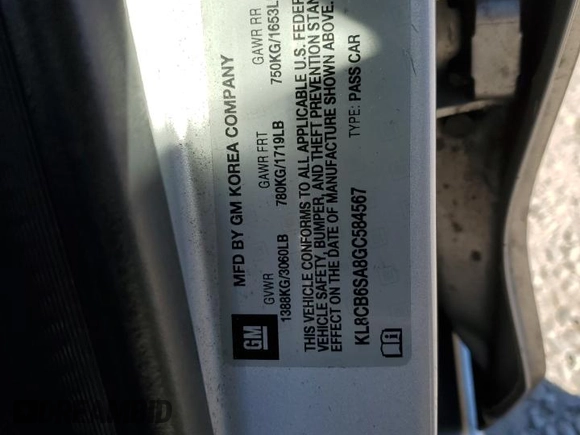 GM
MFD BY GM KOREA COMPANY
GVWR GAWR FRT GAWR RR
1388KG/3060LB 780KG/1719LB 750KG/1653L
THIS VEHICLE CONFORMS TO ALL APPLICABLE U.S. FEDER
VEHICLE SAFETY, BUMPER, AND THEFT PREVENTION STAN
EFFECT ON THE DATE OF MANUFACTURE SHOWN ABOVE.
KL8CB6SA8GC584567 TYPE: PASS CAR